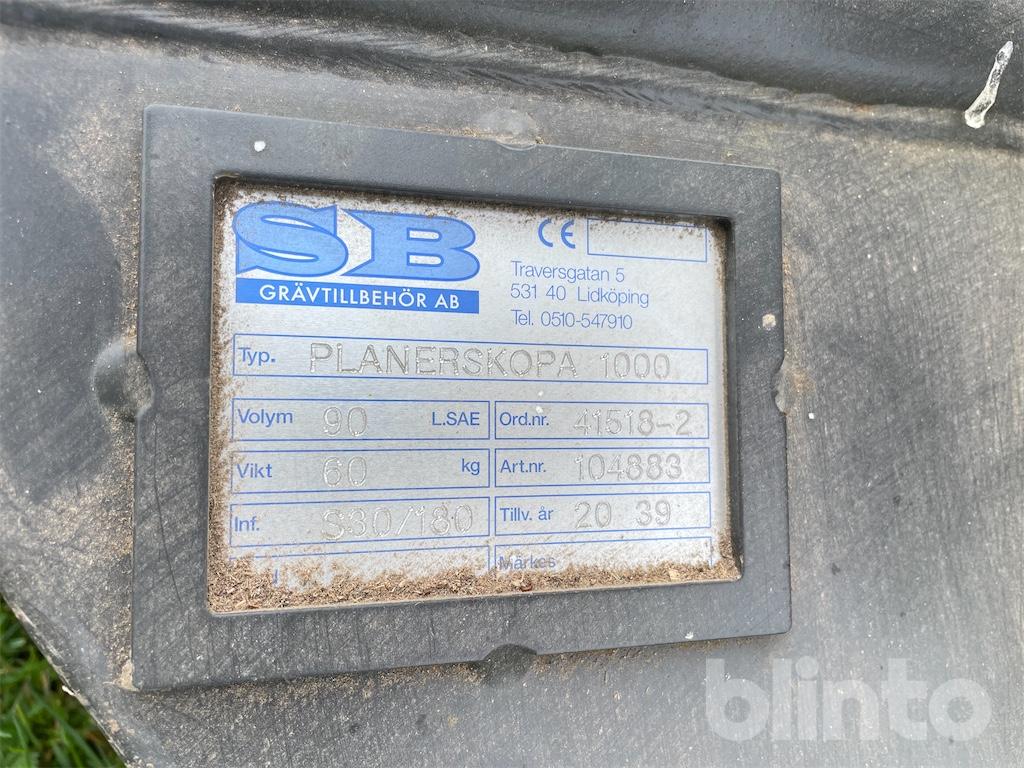 SB
GRÄVTILLBEHÖR AB
CE
Traversgatan 5
531 40 Lidköping
Tel. 0510-547910
Typ. PLANERSKOPA 1000
Volym 90 L.SAE Ord.nr. 41518-2
Vikt 60 kg Art.nr. 104883
Inf. S30/180 Tillv. år 20 39
Märkes
blinto